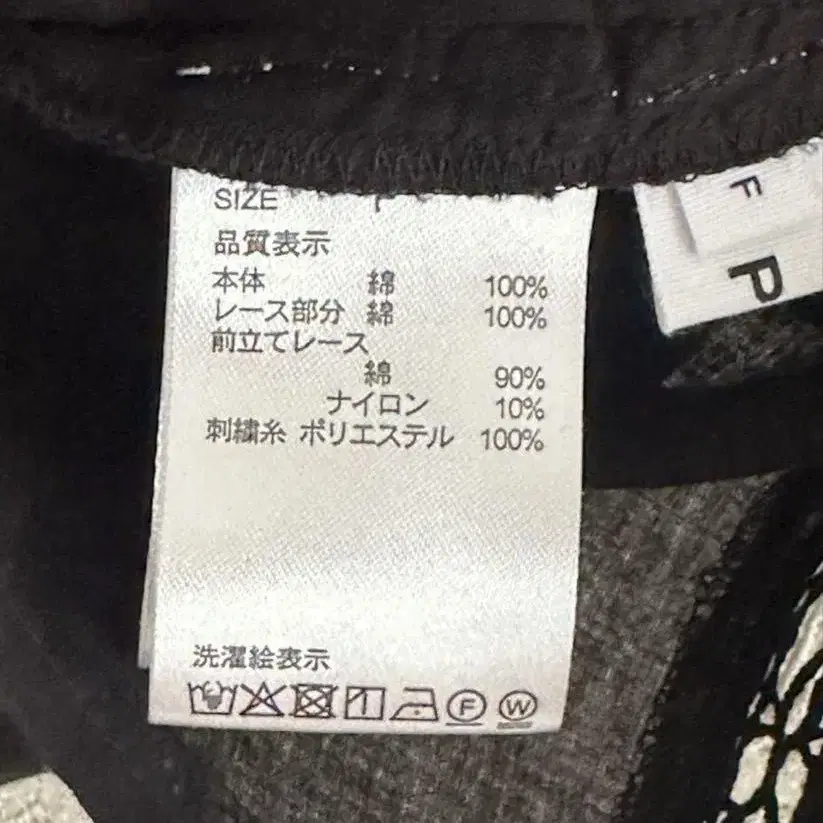 SIZE
品質表示
本体 綿 100%
レース部分 綿 100%
前立てレース
綿 90%
ナイロン 10%
刺繍糸 ポリエステル 100%
洗濯絵表示
F W
F
P